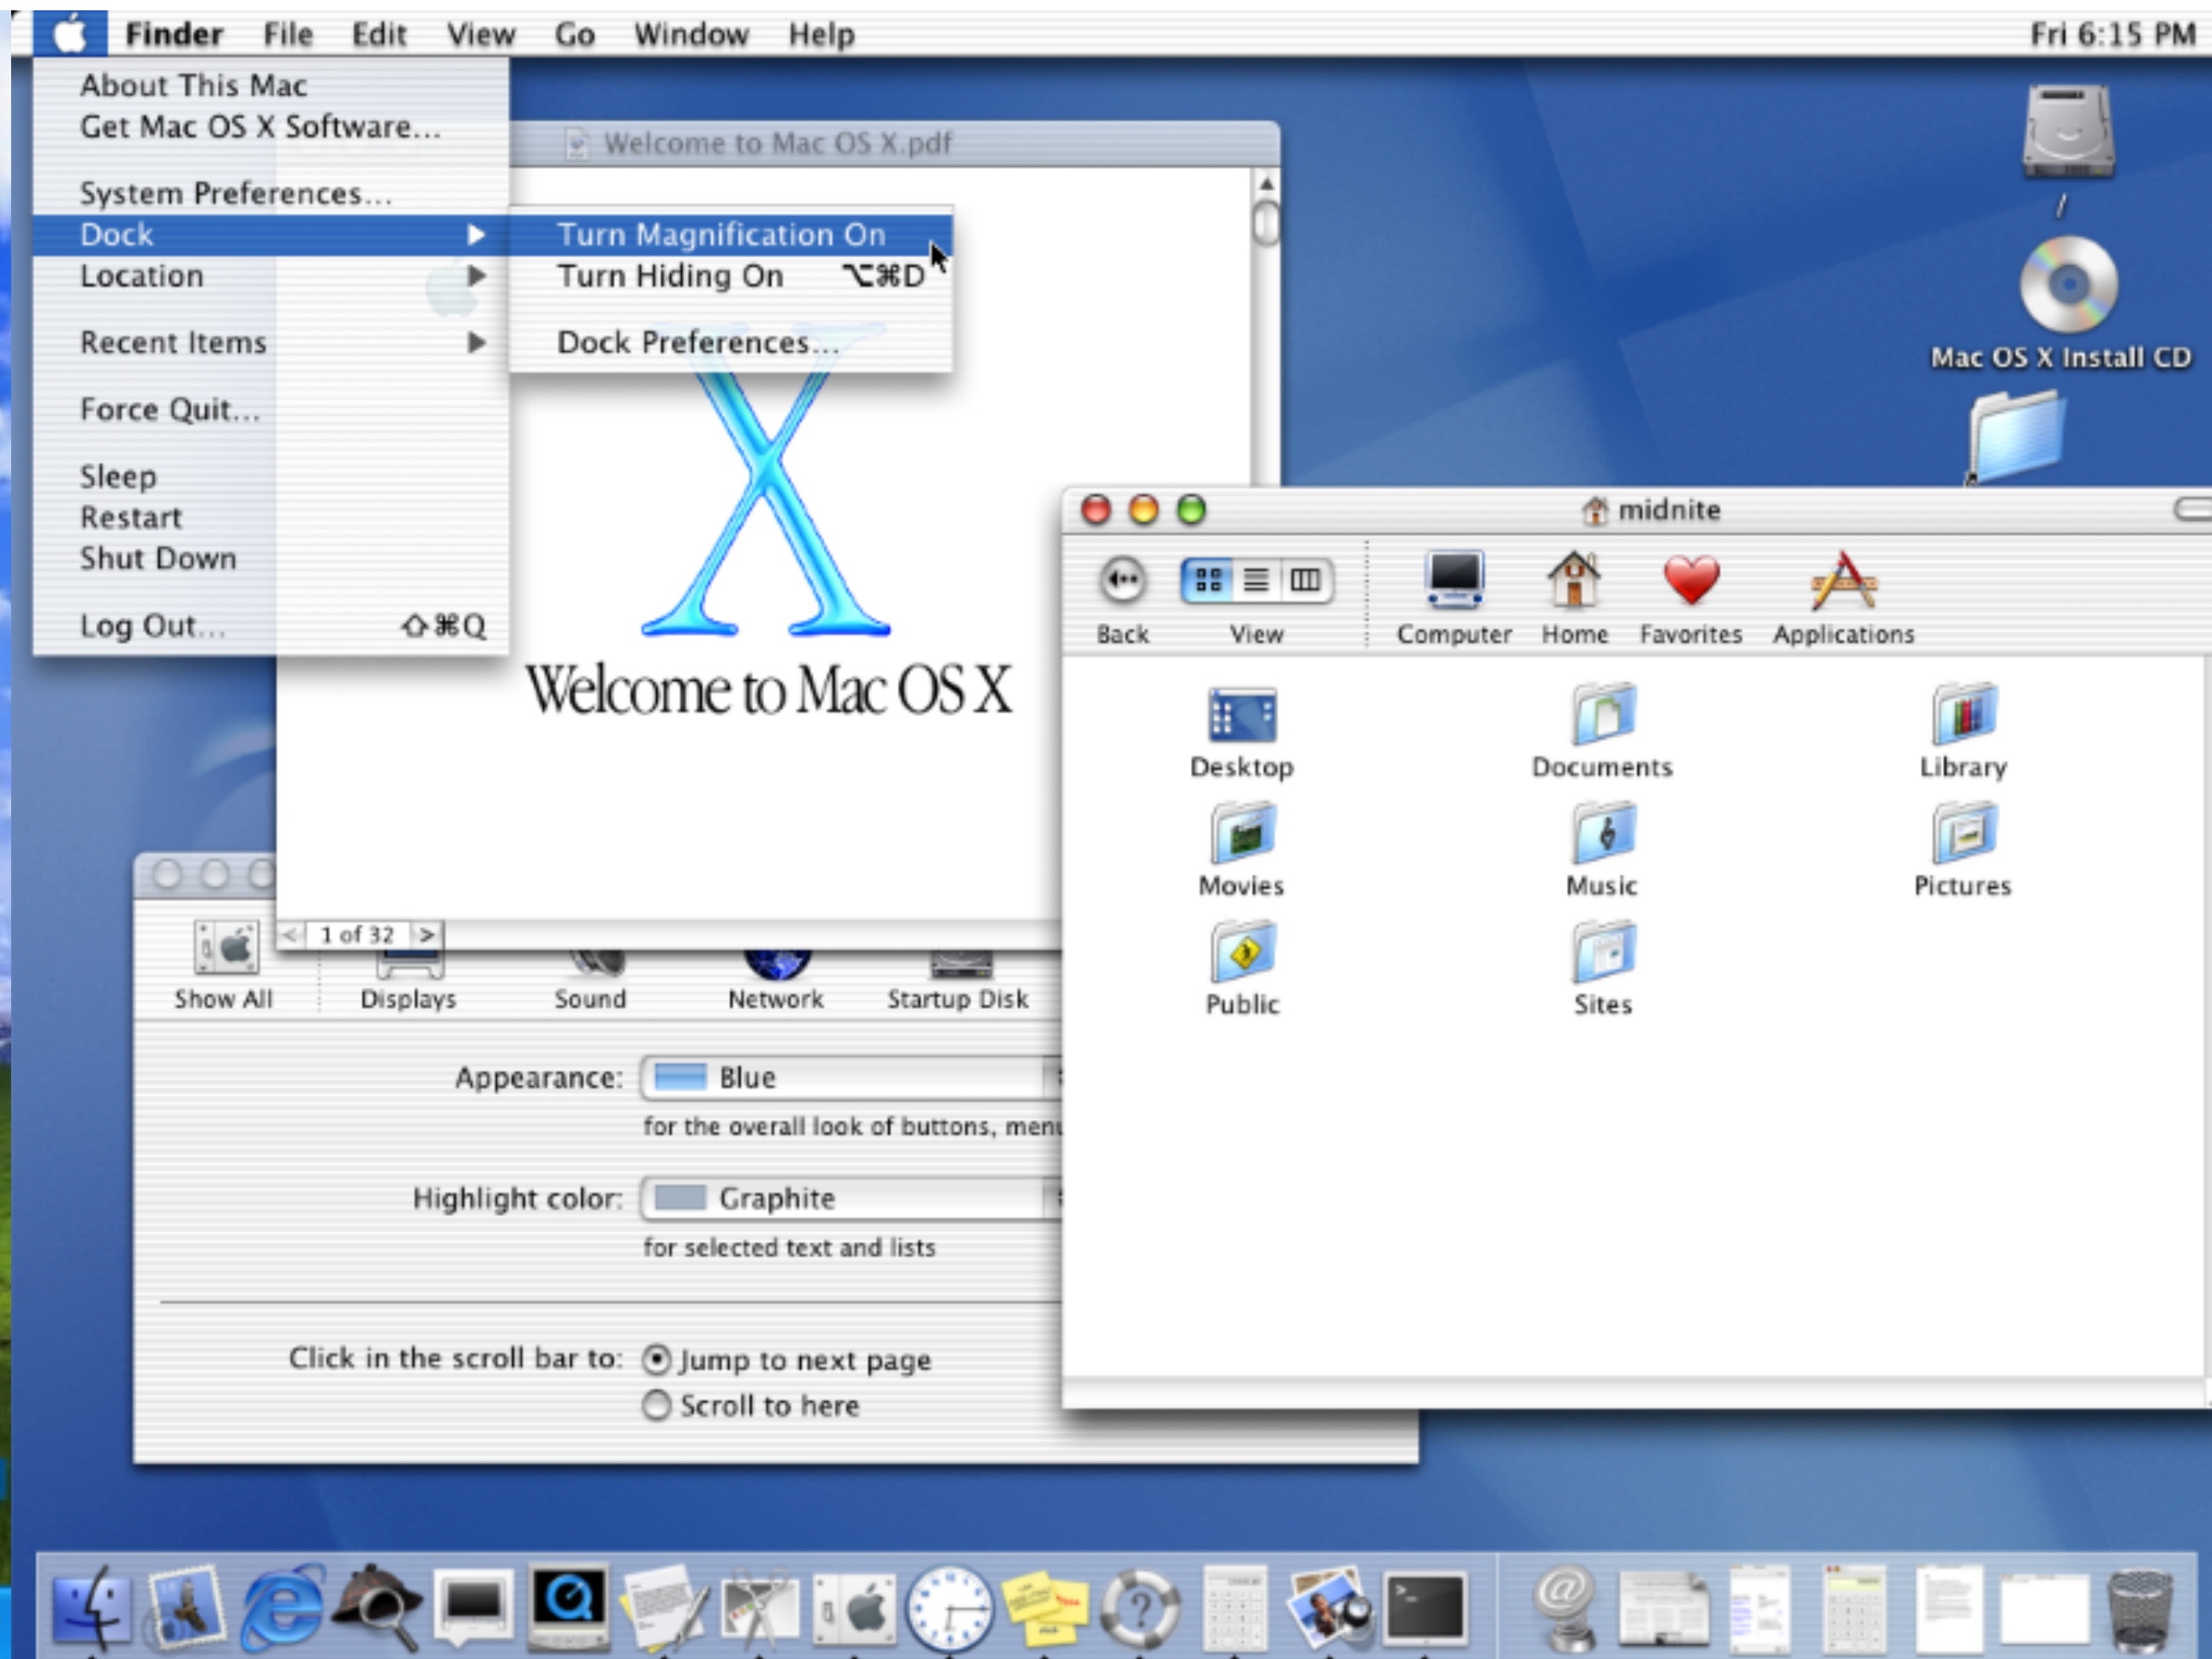 Finder File Edit View Go Window Help Fri 6:15 PM
About This Mac
Get Mac OS X Software...
System Preferences...
Dock
Location
Recent Items
Force Quit...
Sleep
Restart
Shut Down
Log Out... ⇧⌘Q
Turn Magnification On
Turn Hiding On ⌥⌘D
Dock Preferences...
Welcome to Mac OS X.pdf
X
Welcome to Mac OS X
< 1 of 32 >
/
Mac OS X Install CD
midnite
Back View Computer Home Favorites Applications
Desktop Documents Library
Movies Music Pictures
Public Sites
Show All Displays Sound Network Startup Disk
Appearance: Blue
for the overall look of buttons, menu
Highlight color: Graphite
for selected text and lists
Click in the scroll bar to: Jump to next page
Scroll to here